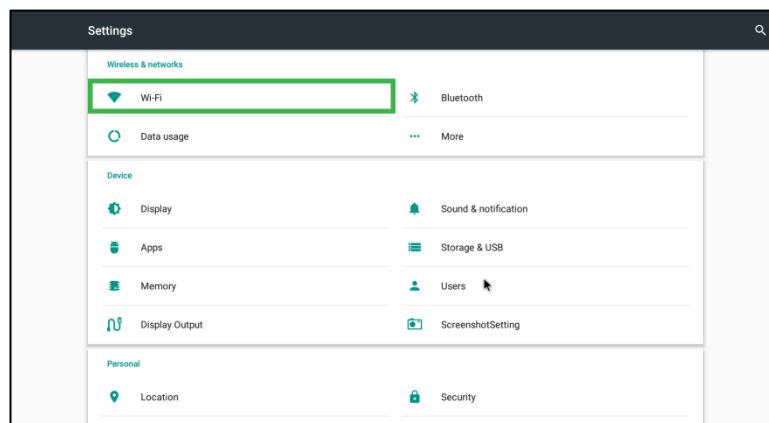 Settings
Wireless & networks
Wi-Fi
Bluetooth
Data usage
More
Device
Display
Sound & notification
Apps
Storage & USB
Memory
Users
Display Output
ScreenshotSetting
Personal
Location
Security